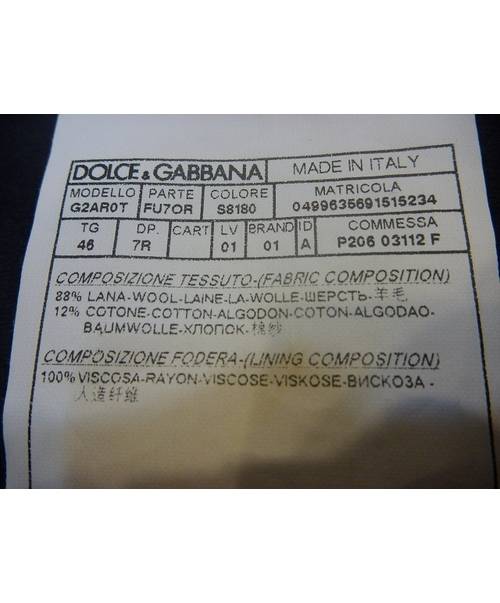 DOLCE & GABBANA MADE IN ITALY
MODELLO PARTE COLORE MATRICOLA
G2AR0T FU7OR S8180 0499635691515234
TG DP. CART LV BRAND ID COMMESSA
46 7R 01 01 A P206 03112 F
COMPOSIZIONE TESSUTO-(FABRIC COMPOSITION)
88% LANA-WOOL-LAINE-LA-WOLLE-ШЕРСТЬ-羊毛
12% COTONE-COTTON-ALGODON-COTON-ALGODAO-
BAUMWOLLE-ХЛОПОК-棉纱
COMPOSIZIONE FODERA-(LINING COMPOSITION)
100% VISCOSA-RAYON-VISCOSE-VISKOSE-ВИСКОЗА-
人造纤维